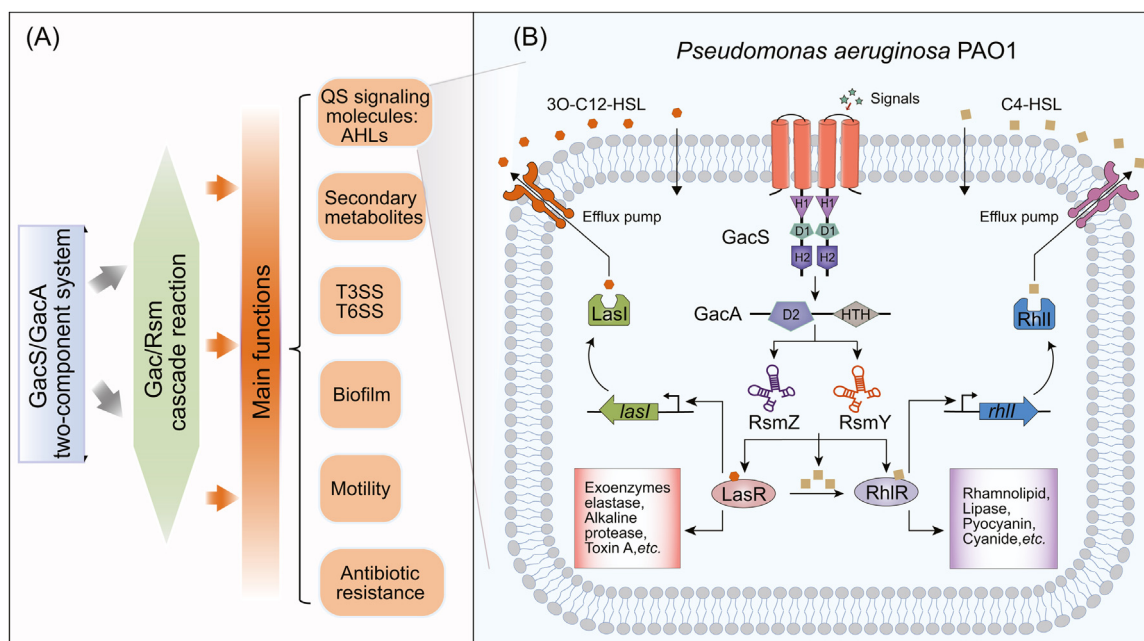 (A)
GacS/GacA
two-component system
Gac/Rsm
cascade reaction
Main functions
QS signaling
molecules:
AHLs
Secondary
metabolites
T3SS
T6SS
Biofilm
Motility
Antibiotic
resistance
(B)
Pseudomonas aeruginosa PAO1
3O-C12-HSL
Signals
C4-HSL
Efflux pump
Efflux pump
H1
H1
D1
D1
H2
H2
GacS
LasI
RhlI
GacA
D2
HTH
lasI
rhlI
RsmZ
RsmY
LasR
RhlR
Exoenzymes
elastase,
Alkaline
protease,
Toxin A,etc.
Rhamnolipid,
Lipase,
Pyocyanin,
Cyanide,etc.